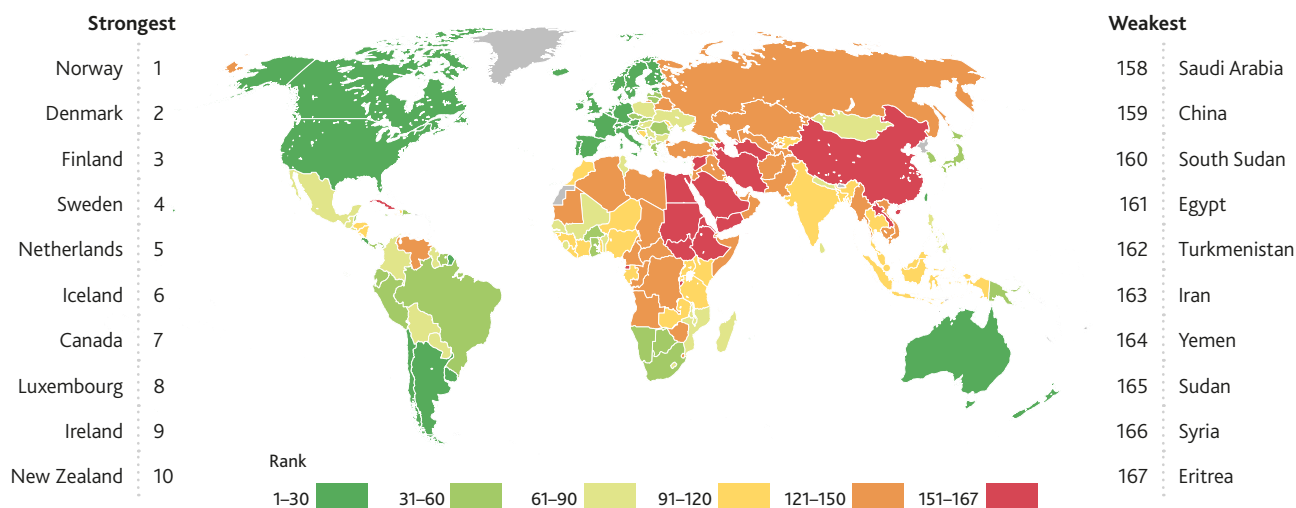 Strongest
Norway 1
Denmark 2
Finland 3
Sweden 4
Netherlands 5
Iceland 6
Canada 7
Luxembourg 8
Ireland 9
New Zealand 10
Weakest
158 Saudi Arabia
159 China
160 South Sudan
161 Egypt
162 Turkmenistan
163 Iran
164 Yemen
165 Sudan
166 Syria
167 Eritrea
Rank
1–30 31–60 61–90 91–120 121–150 151–167